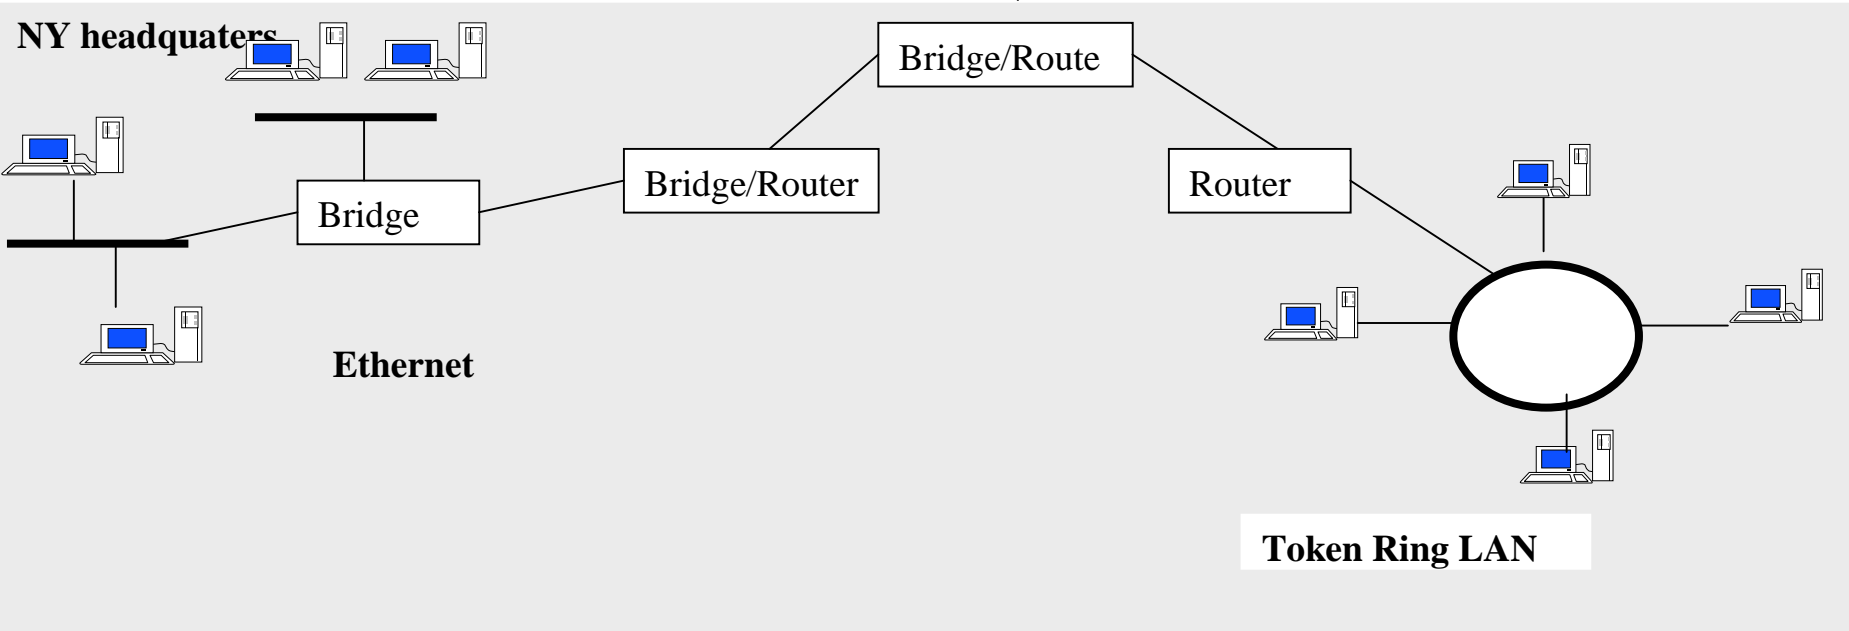 NY headquaters
Bridge/Route
Bridge/Router
Router
Bridge
Ethernet
Token Ring LAN